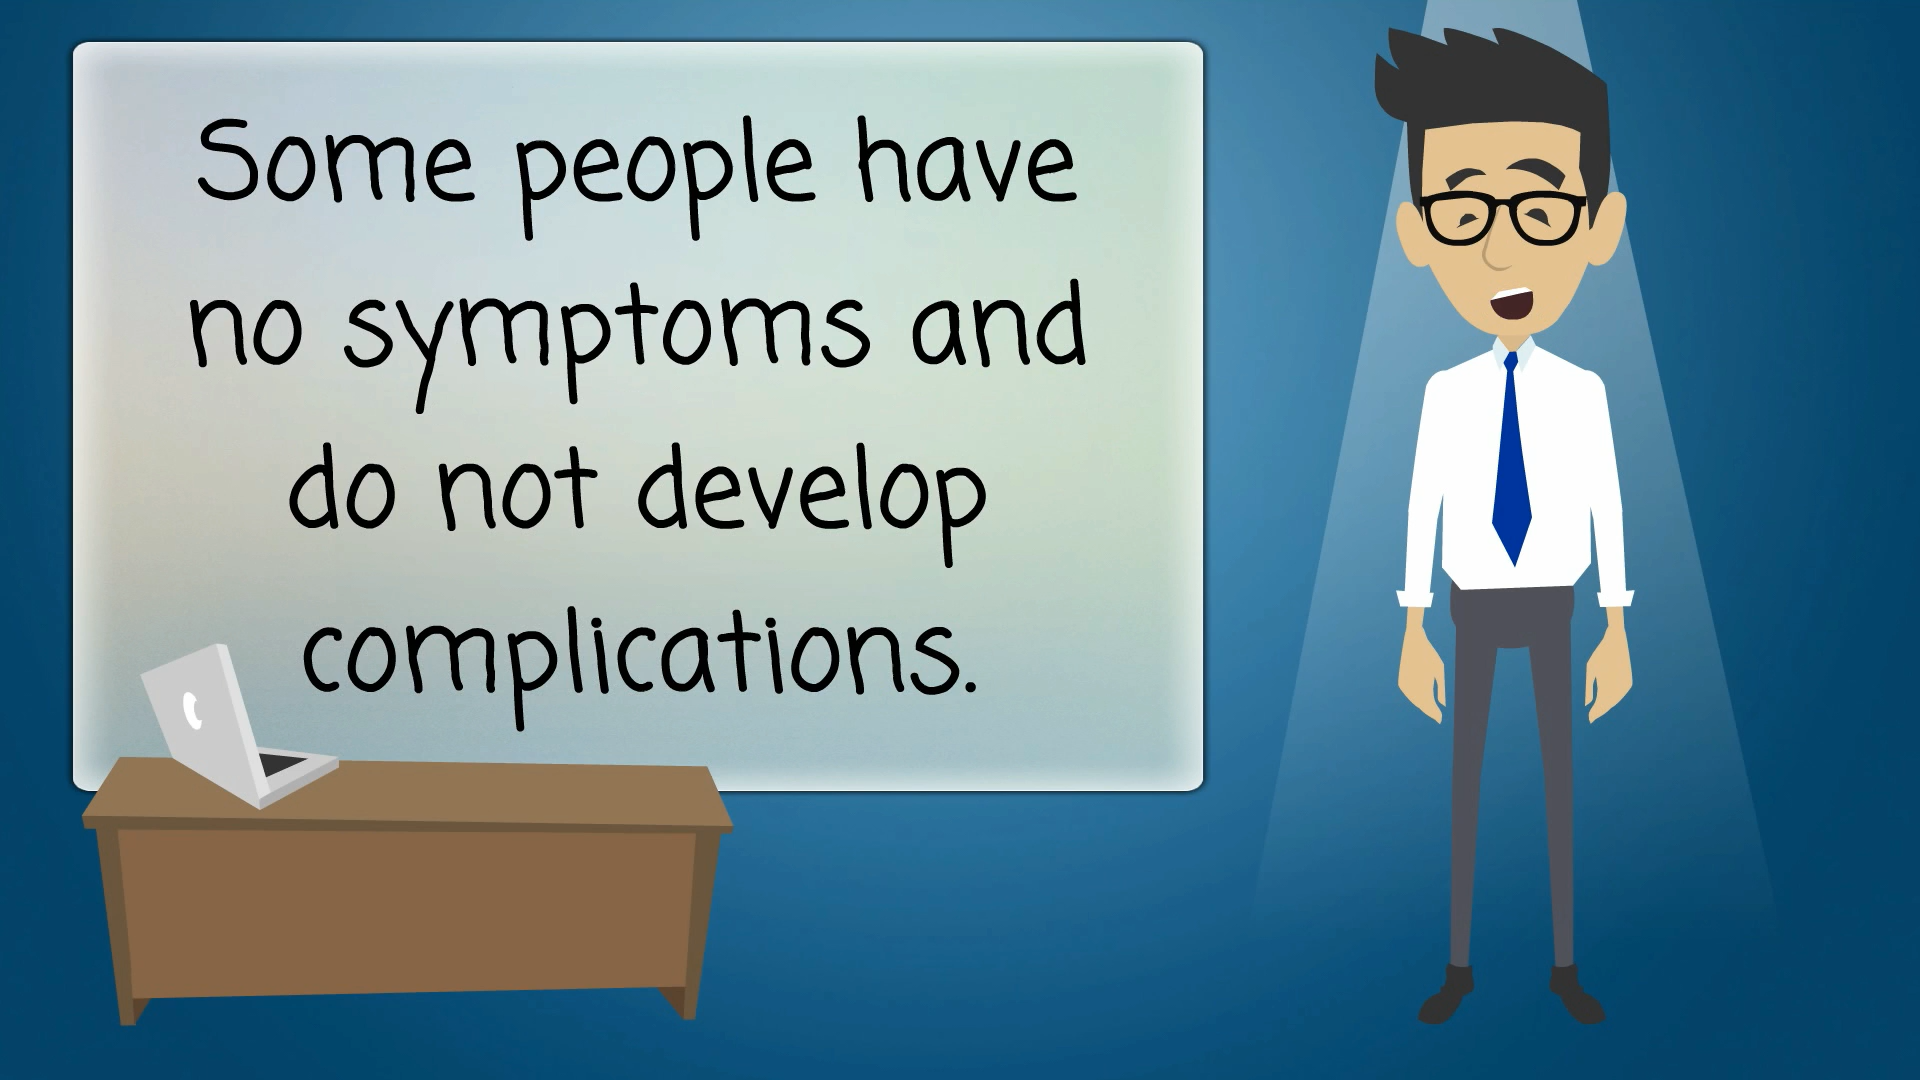 Some people have
no symptoms and
do not develop
complications.